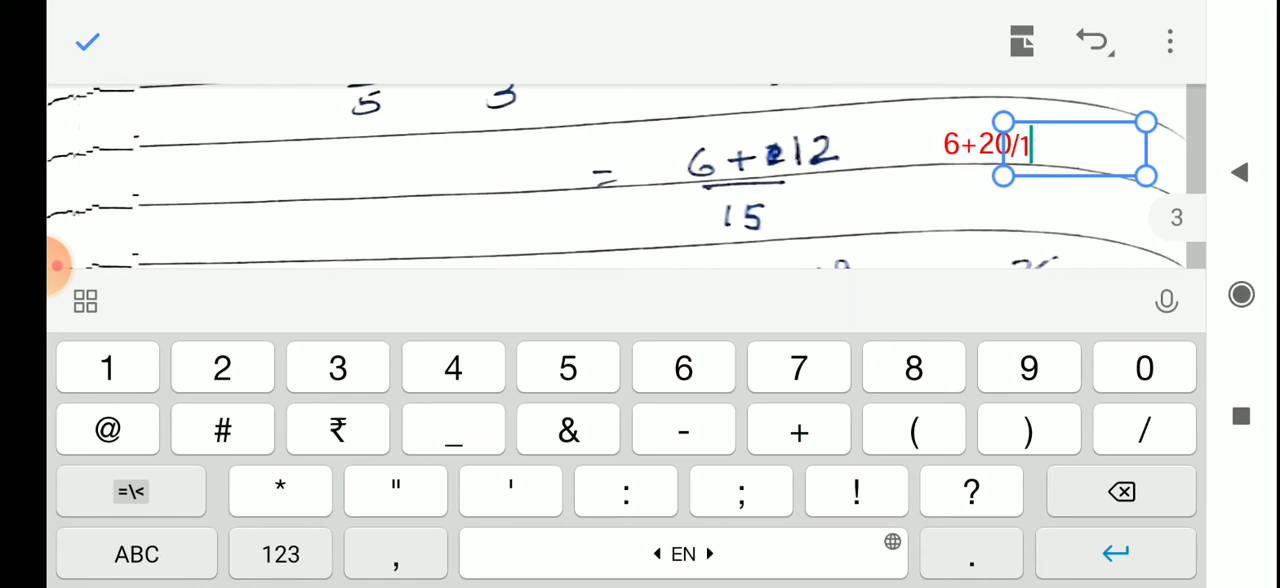 5 3
= 6+12 6+20/1
15
3
1 2 3 4 5 6 7 8 9 0
@ # ₹ _ & - + ( ) /
=\< * " ' : ; ! ?
ABC 123 , EN .